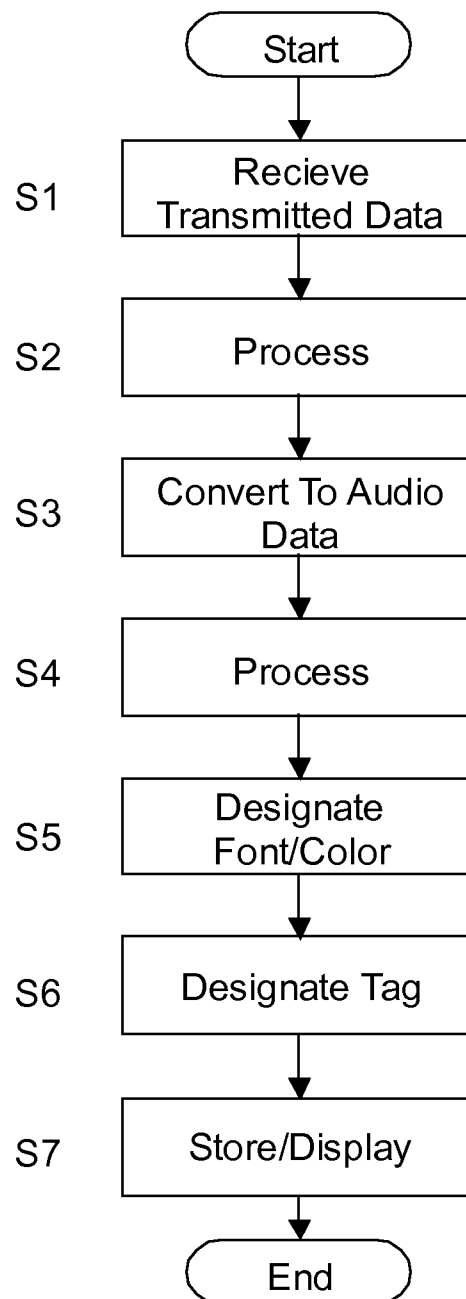 Start
S1
Recieve
Transmitted Data
S2
Process
S3
Convert To Audio
Data
S4
Process
S5
Designate
Font/Color
S6
Designate Tag
S7
Store/Display
End